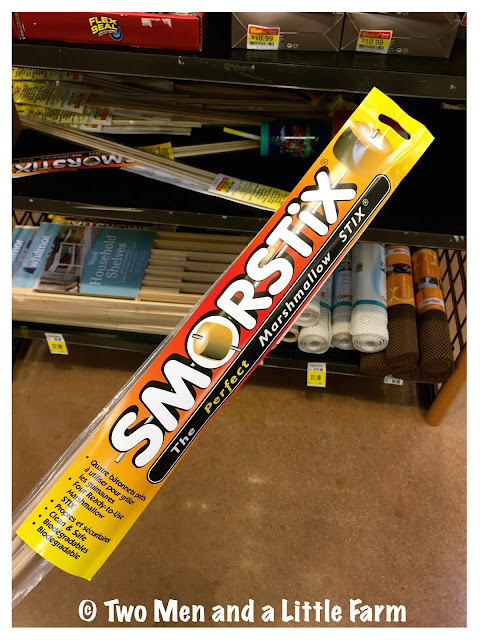 FLEX
SEAL
$10.99
$10.99
SMORSTiX®
The Perfect Marshmallow STIX®
• Quatre bâtonnets prêts
à utiliser pour griller
les guimauves
• Four Ready-to-Use
Marshmallow
STIX
• Propres et sécuritaires
• Clean & Safe
• Biodégradables
• Biodegradable
Household
Shelves
© Two Men and a Little Farm